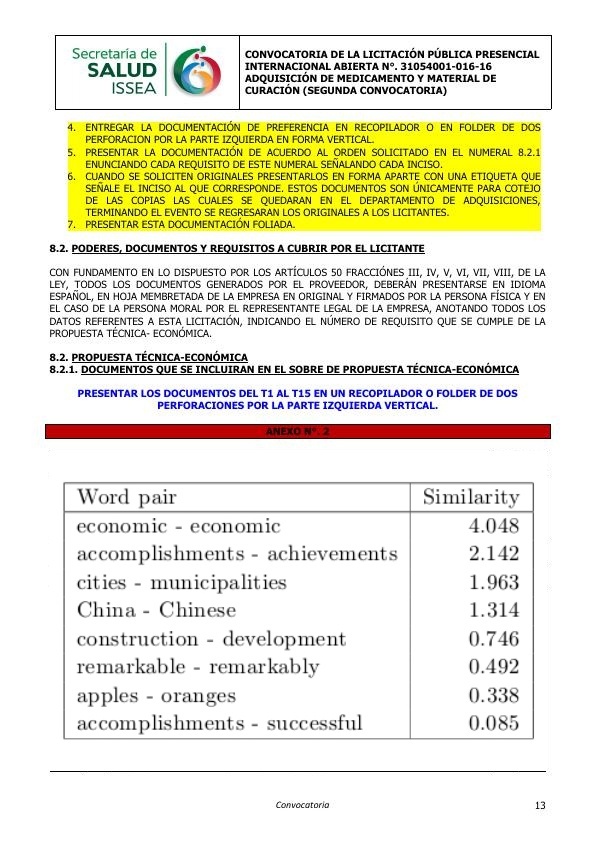 Secretaría de
SALUD
ISSEA
CONVOCATORIA DE LA LICITACIÓN PÚBLICA PRESENCIAL
INTERNACIONAL ABIERTA N°. 31054001-016-16
ADQUISICIÓN DE MEDICAMENTO Y MATERIAL DE
CURACIÓN (SEGUNDA CONVOCATORIA)
4. ENTREGAR LA DOCUMENTACIÓN DE PREFERENCIA EN RECOPILADOR O EN FOLDER DE DOS
PERFORACION POR LA PARTE IZQUIERDA EN FORMA VERTICAL.
5. PRESENTAR LA DOCUMENTACIÓN DE ACUERDO AL ORDEN SOLICITADO EN EL NUMERAL 8.2.1
ENUNCIANDO CADA REQUISITO DE ESTE NUMERAL SEÑALANDO CADA INCISO.
6. CUANDO SE SOLICITEN ORIGINALES PRESENTARLOS EN FORMA APARTE CON UNA ETIQUETA QUE
SEÑALE EL INCISO AL QUE CORRESPONDE. ESTOS DOCUMENTOS SON ÚNICAMENTE PARA COTEJO
DE LAS COPIAS LAS CUALES SE QUEDARAN EN EL DEPARTAMENTO DE ADQUISICIONES,
TERMINANDO EL EVENTO SE REGRESARAN LOS ORIGINALES A LOS LICITANTES.
7. PRESENTAR ESTA DOCUMENTACIÓN FOLIADA.
8.2. PODERES, DOCUMENTOS Y REQUISITOS A CUBRIR POR EL LICITANTE
CON FUNDAMENTO EN LO DISPUESTO POR LOS ARTÍCULOS 50 FRACCIÓNES III, IV, V, VI, VII, VIII, DE LA
LEY, TODOS LOS DOCUMENTOS GENERADOS POR EL PROVEEDOR, DEBERÁN PRESENTARSE EN IDIOMA
ESPAÑOL, EN HOJA MEMBRETADA DE LA EMPRESA EN ORIGINAL Y FIRMADOS POR LA PERSONA FÍSICA Y EN
EL CASO DE LA PERSONA MORAL POR EL REPRESENTANTE LEGAL DE LA EMPRESA, ANOTANDO TODOS LOS
DATOS REFERENTES A ESTA LICITACIÓN, INDICANDO EL NÚMERO DE REQUISITO QUE SE CUMPLE DE LA
PROPUESTA TÉCNICA- ECONÓMICA.
8.2. PROPUESTA TÉCNICA-ECONÓMICA
8.2.1. DOCUMENTOS QUE SE INCLUIRAN EN EL SOBRE DE PROPUESTA TÉCNICA-ECONÓMICA
PRESENTAR LOS DOCUMENTOS DEL T1 AL T15 EN UN RECOPILADOR O FOLDER DE DOS
PERFORACIONES POR LA PARTE IZQUIERDA VERTICAL.
ANEXO N°. 2
Word pair Similarity
economic - economic 4.048
accomplishments - achievements 2.142
cities - municipalities 1.963
China - Chinese 1.314
construction - development 0.746
remarkable - remarkably 0.492
apples - oranges 0.338
accomplishments - successful 0.085
Convocatoria 13